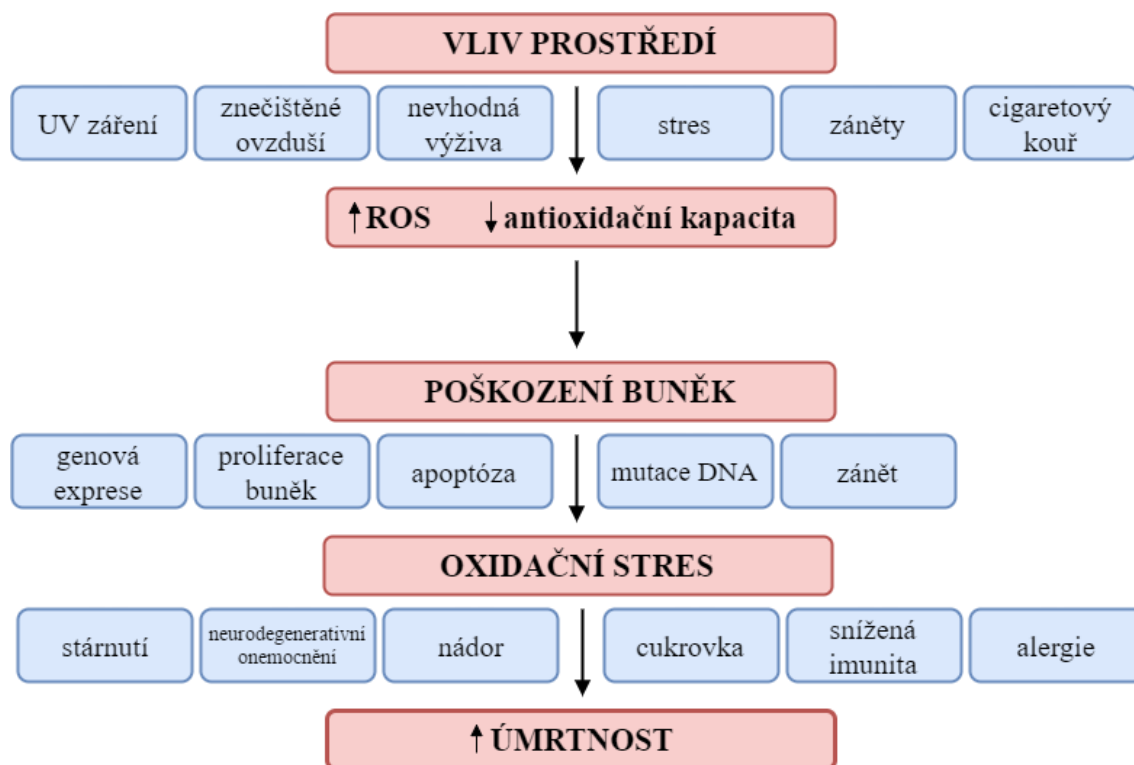 VLIV PROSTŘEDÍ
UV záření
znečištěné
ovzduší
nevhodná
výživa
stres
záněty
cigaretový
kouř
↑ROS ↓antioxidační kapacita
POŠKOZENÍ BUNĚK
genová
exprese
proliferace
buněk
apoptóza
mutace DNA
zánět
OXIDAČNÍ STRES
stárnutí
neurodegenerativní
onemocnění
nádor
cukrovka
snížená
imunita
alergie
↑ÚMRTNOST